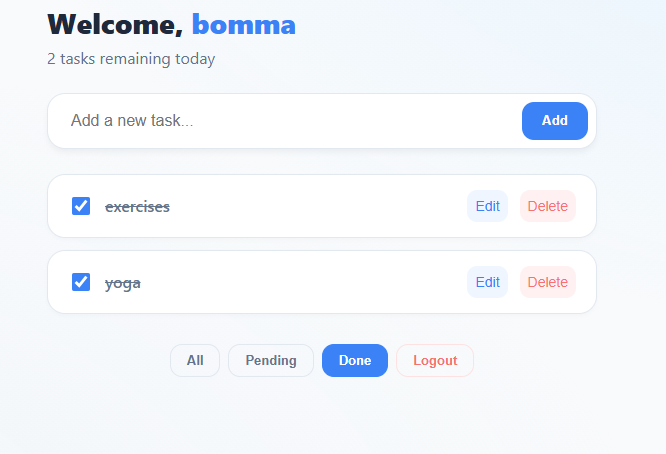 Welcome, bomma
2 tasks remaining today
Add a new task... Add
exercises Edit Delete
yoga Edit Delete
All Pending Done Logout